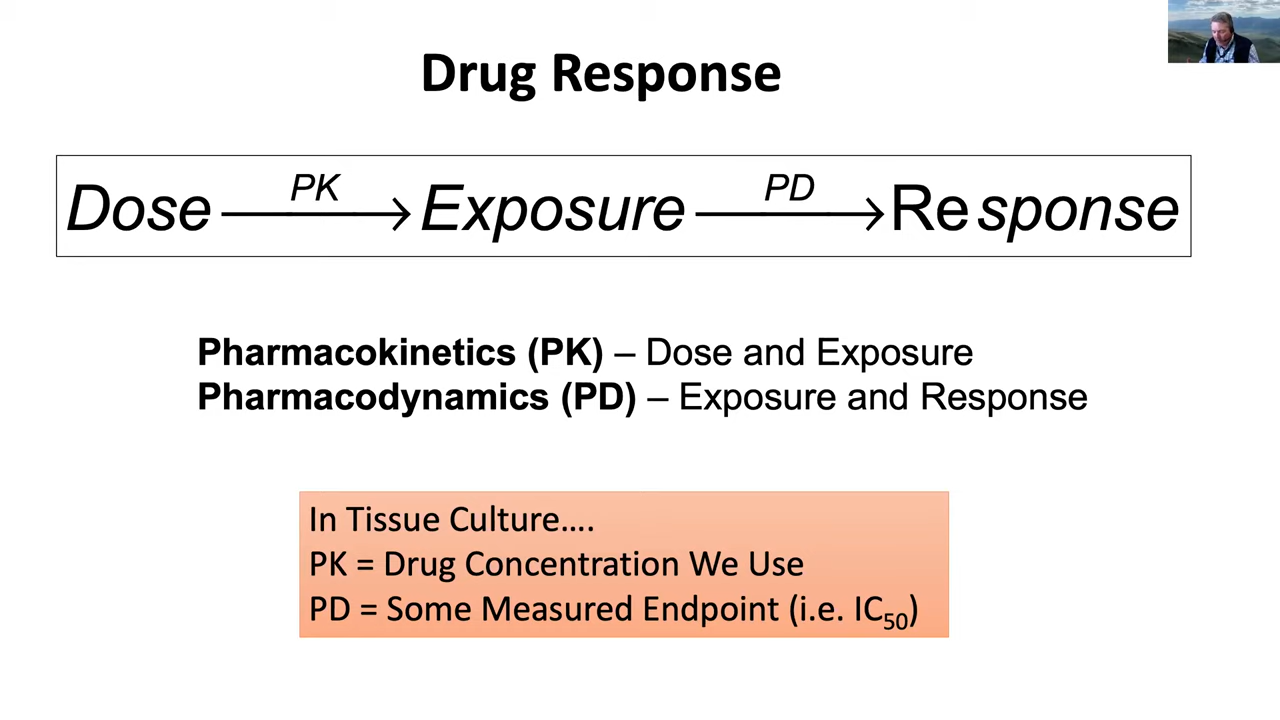 Drug Response
Dose PK→ Exposure PD→ Response
Pharmacokinetics (PK) – Dose and Exposure
Pharmacodynamics (PD) – Exposure and Response
In Tissue Culture….
PK = Drug Concentration We Use
PD = Some Measured Endpoint (i.e. IC50)